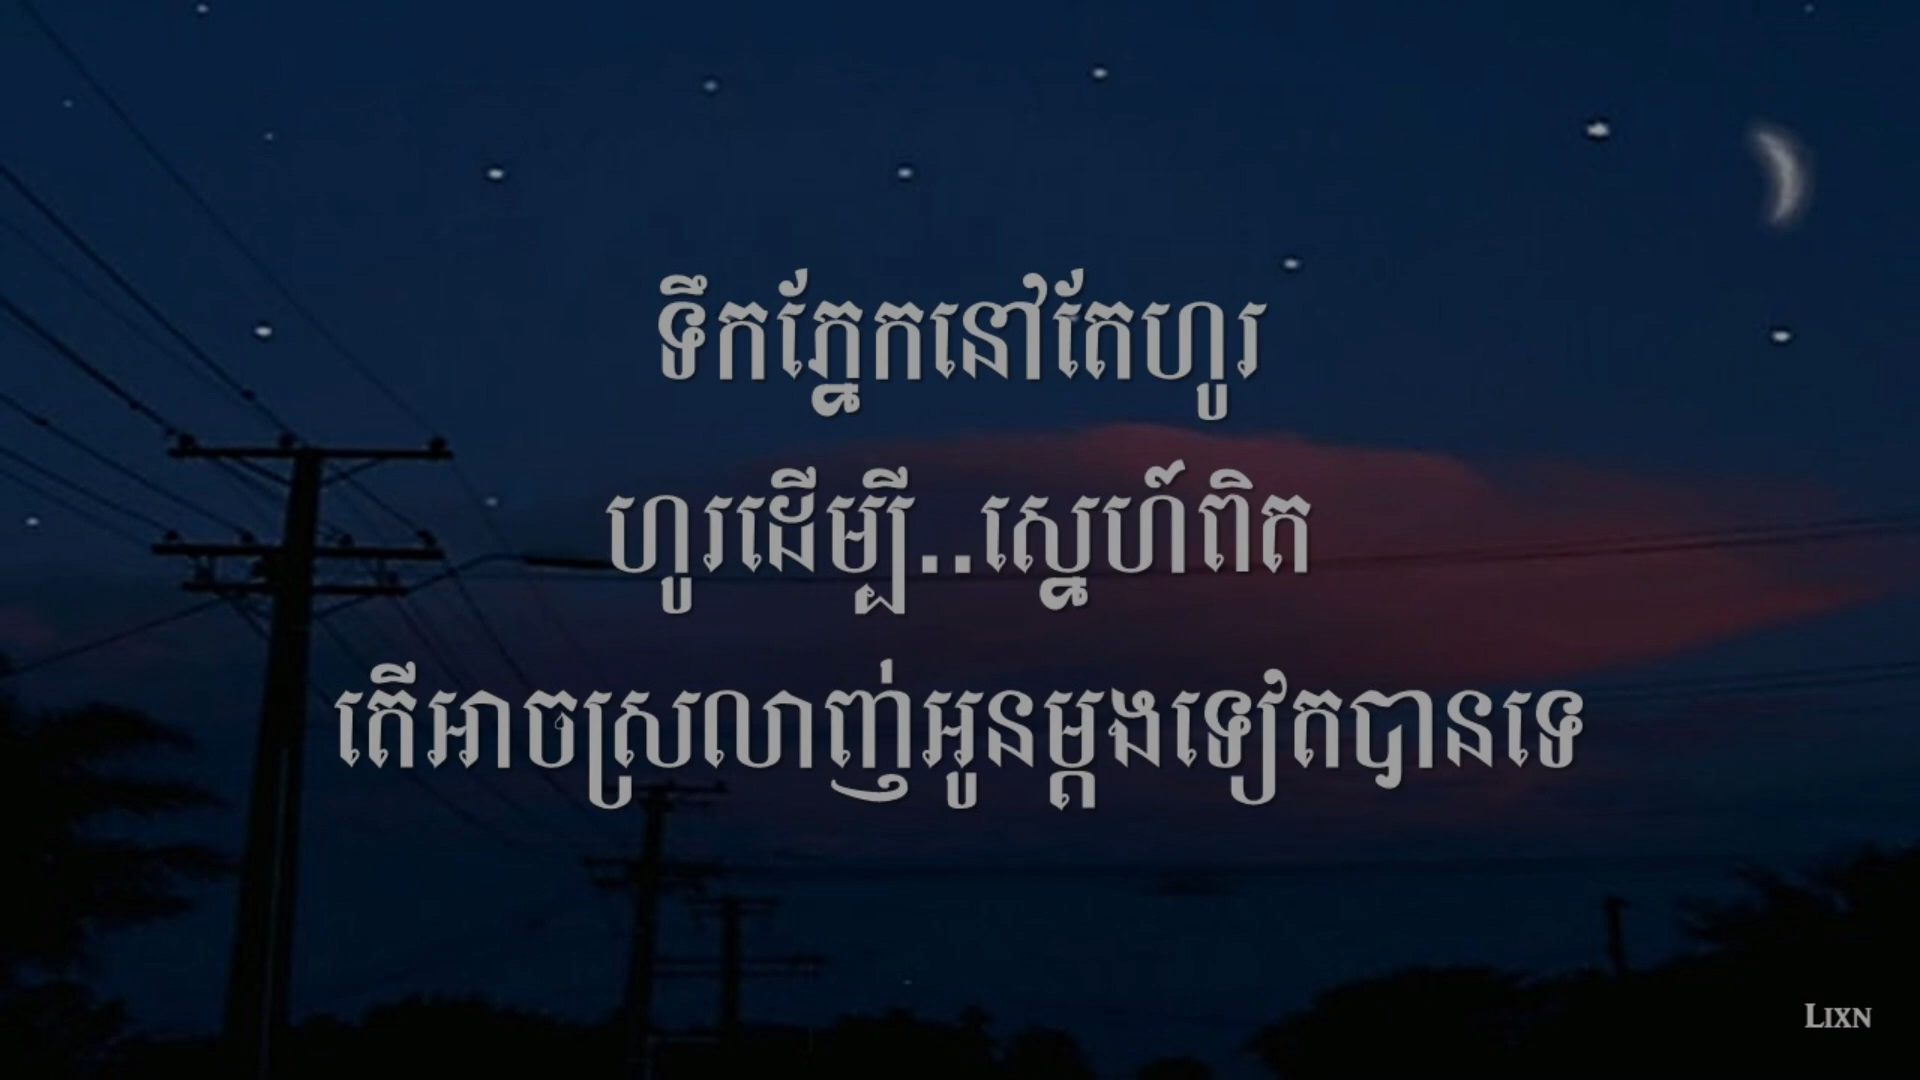 ទឹកភ្នែកនៅតែហូរ
ហូរដើម្បី..ស្នេហ៍ពិត
តើអាចស្រលាញ់អូនម្តងទៀតបានទេ
LIXN